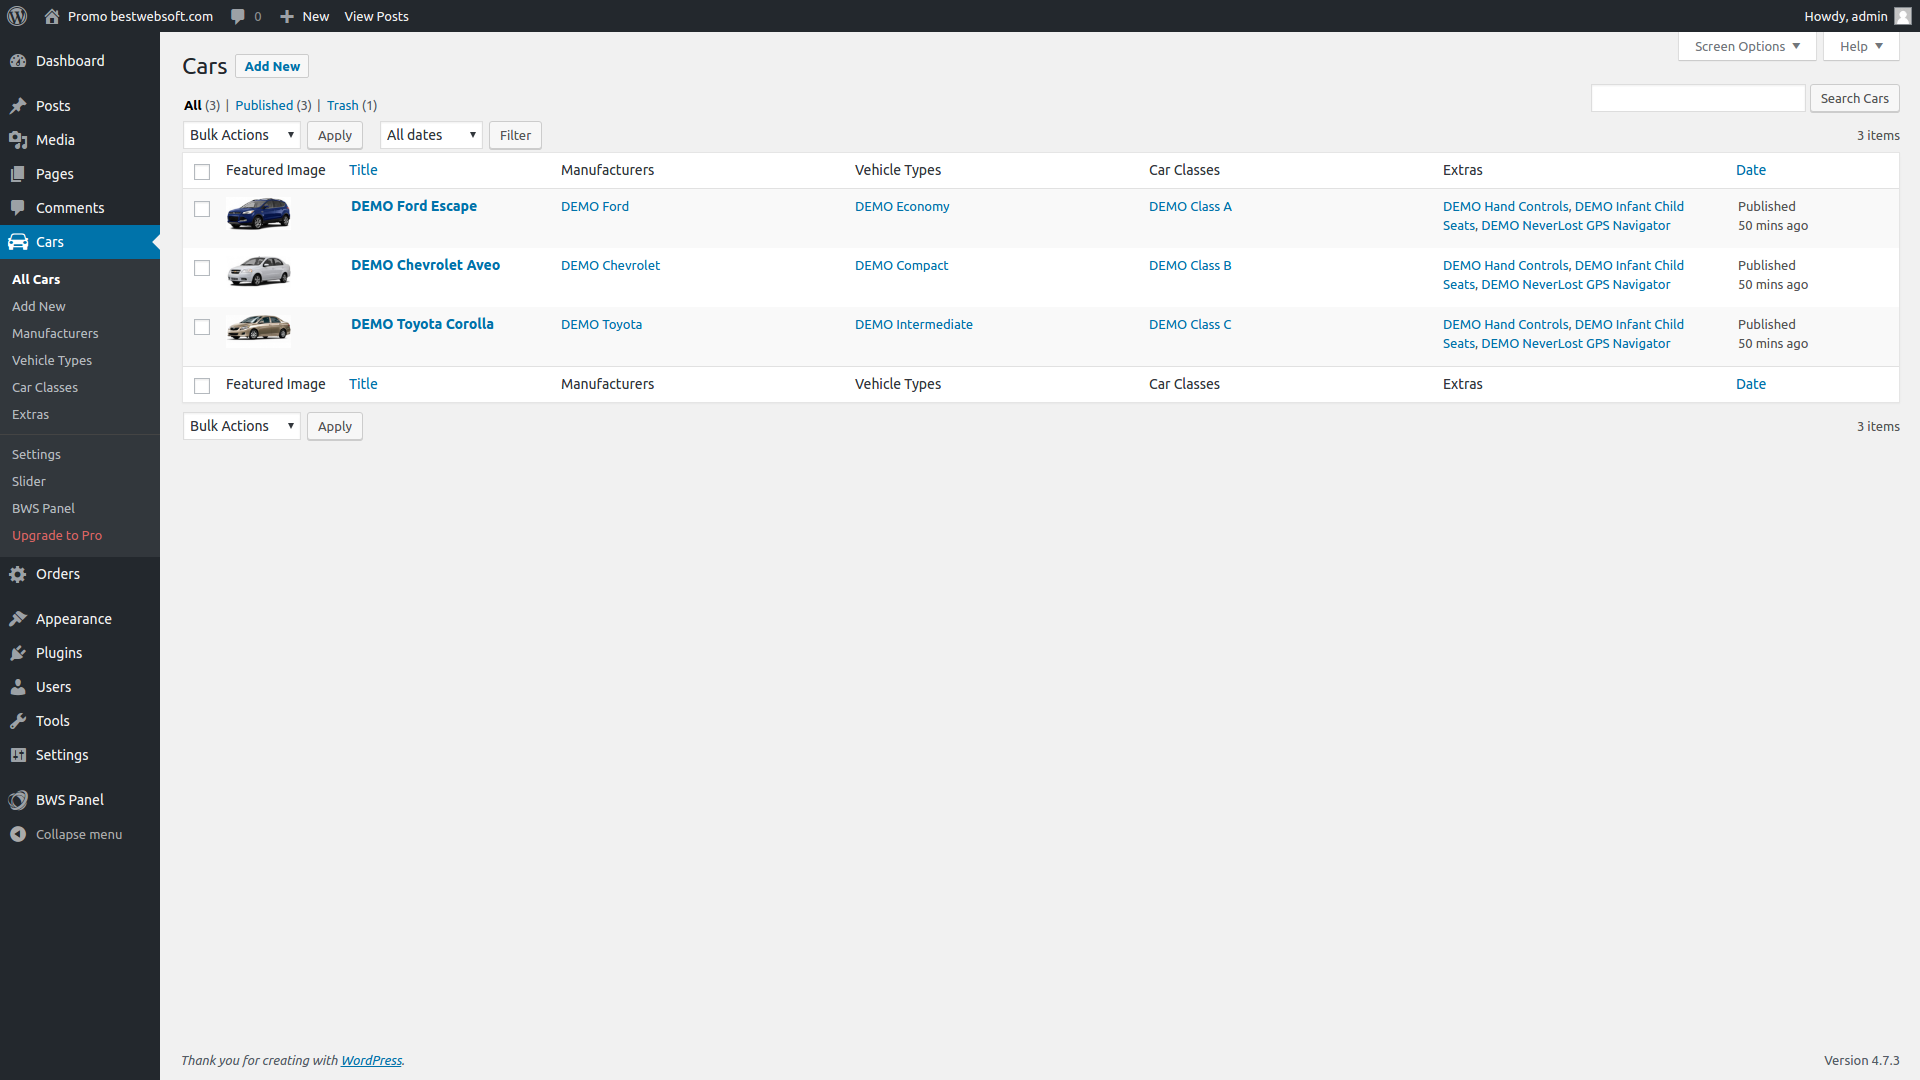 Promo bestwebsoft.com 0 New View Posts Howdy, admin
Screen Options Help
Dashboard
Posts
Media
Pages
Comments
Cars
All Cars
Add New
Manufacturers
Vehicle Types
Car Classes
Extras
Settings
Slider
BWS Panel
Upgrade to Pro
Orders
Appearance
Plugins
Users
Tools
Settings
BWS Panel
Collapse menu
Cars Add New
All (3) | Published (3) | Trash (1)
Search Cars
Bulk Actions Apply All dates Filter 3 items
Featured Image Title Manufacturers Vehicle Types Car Classes Extras Date
DEMO Ford Escape DEMO Ford DEMO Economy DEMO Class A DEMO Hand Controls, DEMO Infant Child Published
Seats, DEMO NeverLost GPS Navigator 50 mins ago
DEMO Chevrolet Aveo DEMO Chevrolet DEMO Compact DEMO Class B DEMO Hand Controls, DEMO Infant Child Published
Seats, DEMO NeverLost GPS Navigator 50 mins ago
DEMO Toyota Corolla DEMO Toyota DEMO Intermediate DEMO Class C DEMO Hand Controls, DEMO Infant Child Published
Seats, DEMO NeverLost GPS Navigator 50 mins ago
Featured Image Title Manufacturers Vehicle Types Car Classes Extras Date
Bulk Actions Apply 3 items
Thank you for creating with WordPress. Version 4.7.3